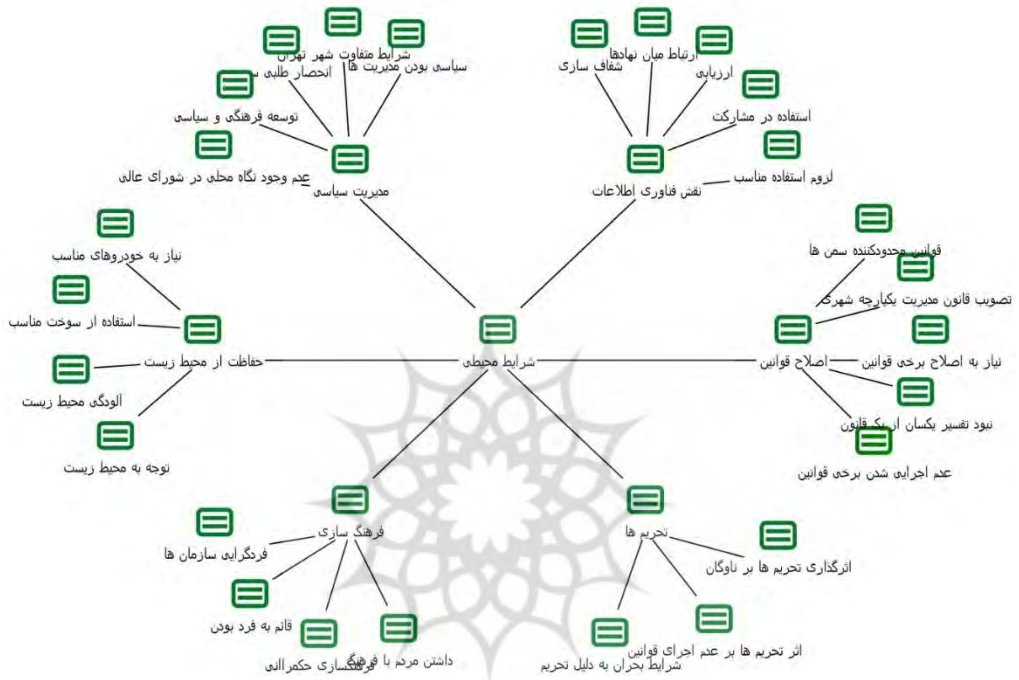 شرایط متفاوت شهر تهران
سیاسی بودن مدیریت ها
انحصار طلبی
توسعه فرهنگی و سیاسی
عدم وجود نگاه محلی در شورای عالی
مدیریت سیاسی
ارتباط میان نهادها
شفاف سازی
ارزیابی
استفاده در مشارکت
لزوم استفاده مناسب
نقش فناوری اطلاعات
قوانین محدودکننده سمن ها
تصویب قانون مدیریت یکپارچه شهری
نیاز به اصلاح برخی قوانین
اصلاح قوانین
نبود تفسیر یکسان از یک قانون
عدم اجرایی شدن برخی قوانین
شرایط محیطی
نیاز به خودروهای مناسب
استفاده از سوخت مناسب
حفاظت از محیط زیست
آلودگی محیط زیست
توجه به محیط زیست
فرهنگ سازی
فردگرایی سازمان ها
قائم به فرد بودن
فرهنگسازی حکمرانی
داشتن مردم با فرهنگ
تحریم ها
اثرگذاری تحریم ها بر ناوگان
اثر تحریم ها بر عدم اجرای قوانین
شرایط بحران به دلیل تحریم